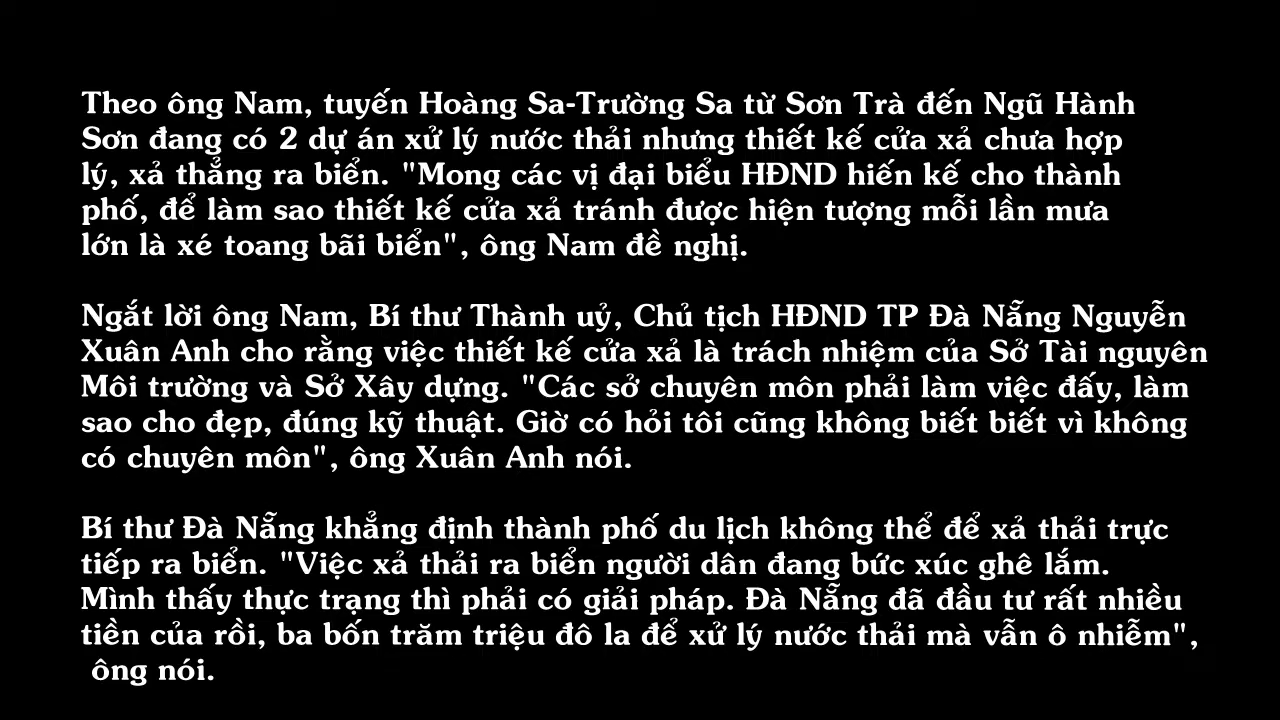 Theo ông Nam, tuyến Hoàng Sa-Trường Sa từ Sơn Trà đến Ngũ Hành
Sơn đang có 2 dự án xử lý nước thải nhưng thiết kế cửa xả chưa hợp
lý, xả thẳng ra biển. "Mong các vị đại biểu HĐND hiến kế cho thành
phố, để làm sao thiết kế cửa xả tránh được hiện tượng mỗi lần mưa
lớn là xé toang bãi biển", ông Nam đề nghị.
Ngắt lời ông Nam, Bí thư Thành uỷ, Chủ tịch HĐND TP Đà Nẵng Nguyễn
Xuân Anh cho rằng việc thiết kế cửa xả là trách nhiệm của Sở Tài nguyên
Môi trường và Sở Xây dựng. "Các sở chuyên môn phải làm việc đấy, làm
sao cho đẹp, đúng kỹ thuật. Giờ có hỏi tôi cũng không biết biết vì không
có chuyên môn", ông Xuân Anh nói.
Bí thư Đà Nẵng khẳng định thành phố du lịch không thể để xả thải trực
tiếp ra biển. "Việc xả thải ra biển người dân đang bức xúc ghê lắm.
Mình thấy thực trạng thì phải có giải pháp. Đà Nẵng đã đầu tư rất nhiều
tiền của rồi, ba bốn trăm triệu đô la để xử lý nước thải mà vẫn ô nhiễm",
ông nói.